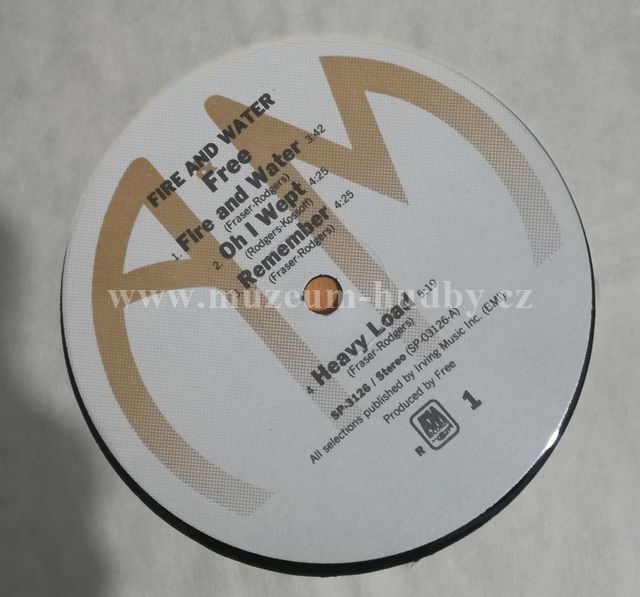 FIRE AND WATER
Free
1. Fire and Water 3:42
(Fraser-Rodgers)
2. Oh I Wept 4:25
(Rodgers-Kossoff)
Remember 4:25
(Fraser-Rodgers)
4. Heavy Load
(Fraser-Rodgers)
SP-3126 / Stereo (SP-03126-A)
All selections published by Irving Music Inc. (BMI)
Produced by Free
R
A&M
1
www.muzeum-hudby.cz